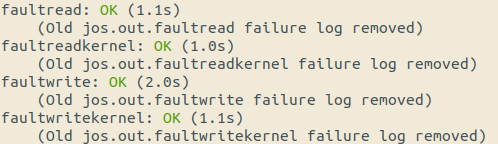 faultread: OK (1.1s)
    (Old jos.out.faultread failure log removed)
faultreadkernel: OK (1.0s)
    (Old jos.out.faultreadkernel failure log removed)
faultwrite: OK (2.0s)
    (Old jos.out.faultwrite failure log removed)
faultwritekernel: OK (1.1s)
    (Old jos.out.faultwritekernel failure log removed)